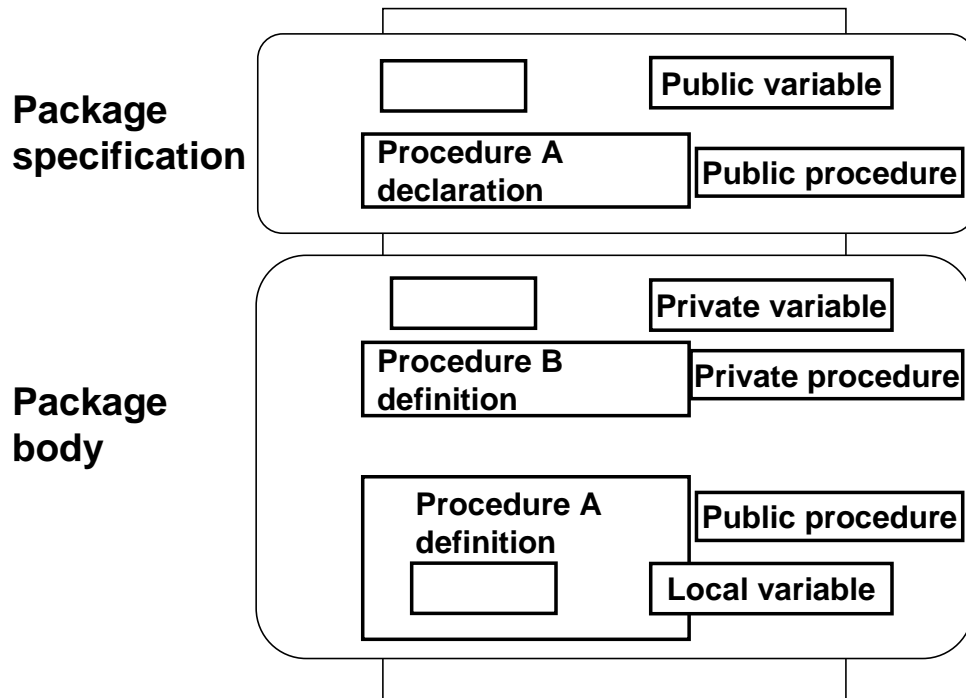 Package
specification
Public variable
Procedure A
declaration
Public procedure
Package
body
Private variable
Procedure B
definition
Private procedure
Procedure A
definition
Public procedure
Local variable